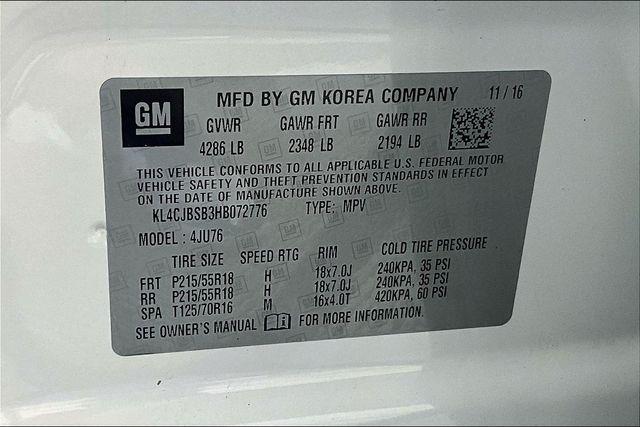 GM
MFD BY GM KOREA COMPANY 11/16
GVWR GAWR FRT GAWR RR
4286 LB 2348 LB 2194 LB
THIS VEHICLE CONFORMS TO ALL APPLICABLE U.S. FEDERAL MOTOR
VEHICLE SAFETY AND THEFT PREVENTION STANDARDS IN EFFECT
ON THE DATE OF MANUFACTURE SHOWN ABOVE.
KL4CJBSB3HB072776 TYPE: MPV
MODEL: 4JU76
TIRE SIZE SPEED RTG RIM COLD TIRE PRESSURE
FRT P215/55R18 H 18x7.0J 240KPA, 35 PSI
RR P215/55R18 H 18x7.0J 240KPA, 35 PSI
SPA T125/70R16 M 16x4.0T 420KPA, 60 PSI
SEE OWNER'S MANUAL FOR MORE INFORMATION.